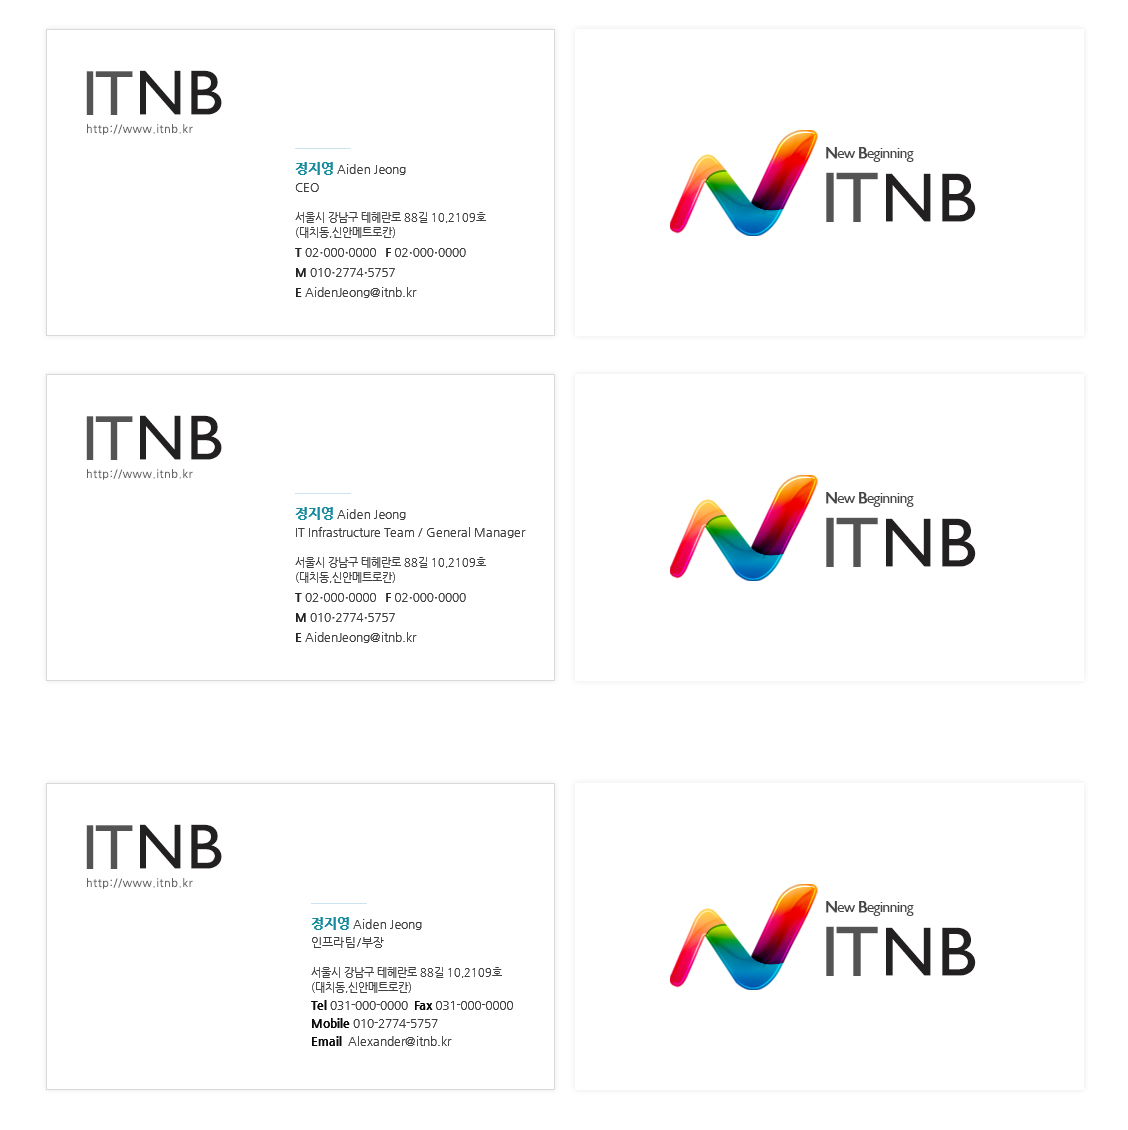 ITNB
http://www.itnb.kr
정지영 Aiden Jeong
CEO
서울시 강남구 테헤란로 88길 10,2109호
(대치동,신안메트로칸)
T 02-000-0000 F 02-000-0000
M 010-2774-5757
E AidenJeong@itnb.kr
New Beginning
ITNB
ITNB
http://www.itnb.kr
정지영 Aiden Jeong
IT Infrastructure Team / General Manager
서울시 강남구 테헤란로 88길 10,2109호
(대치동,신안메트로칸)
T 02-000-0000 F 02-000-0000
M 010-2774-5757
E AidenJeong@itnb.kr
New Beginning
ITNB
ITNB
http://www.itnb.kr
정지영 Aiden Jeong
인프라팀/부장
서울시 강남구 테헤란로 88길 10,2109호
(대치동,신안메트로칸)
Tel 031-000-0000 Fax 031-000-0000
Mobile 010-2774-5757
Email Alexander@itnb.kr
New Beginning
ITNB